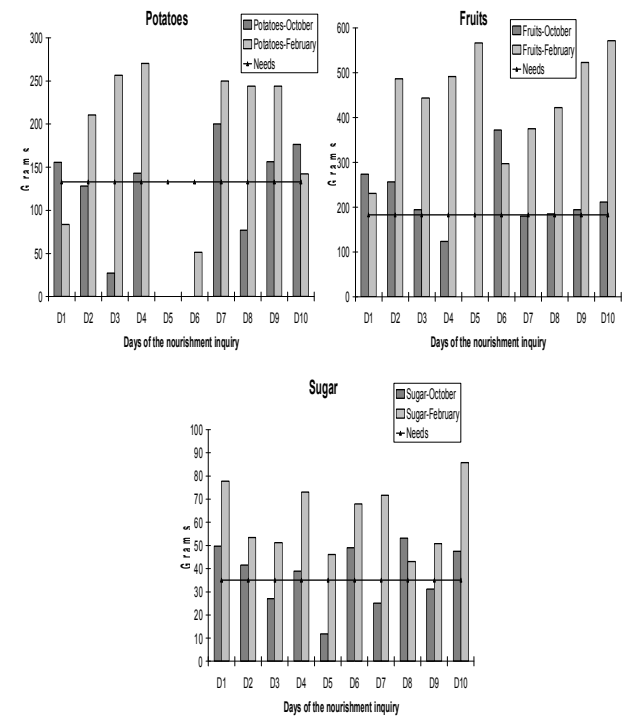 Potatoes
Potatoes-October
Potatoes-February
Needs
Grams
300
250
200
150
100
50
0
D1 D2 D3 D4 D5 D6 D7 D8 D9 D10
Days of the nourishment inquiry
Fruits
Fruits-October
Fruits-February
Needs
Grams
600
500
400
300
200
100
0
D1 D2 D3 D4 D5 D6 D7 D8 D9 D10
Days of the nourishment inquiry
Sugar
Sugar-October
Sugar-February
Needs
Grams
100
90
80
70
60
50
40
30
20
10
0
D1 D2 D3 D4 D5 D6 D7 D8 D9 D10
Days of the nourishment inquiry